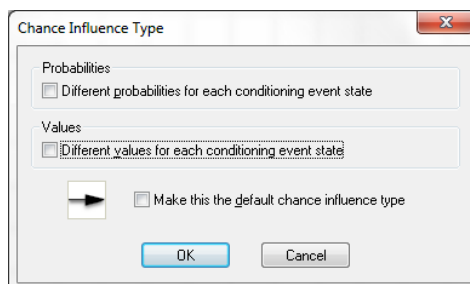 Chance Influence Type
Probabilities
Different probabilities for each conditioning event state
Values
Different values for each conditioning event state
Make this the default chance influence type
OK
Cancel